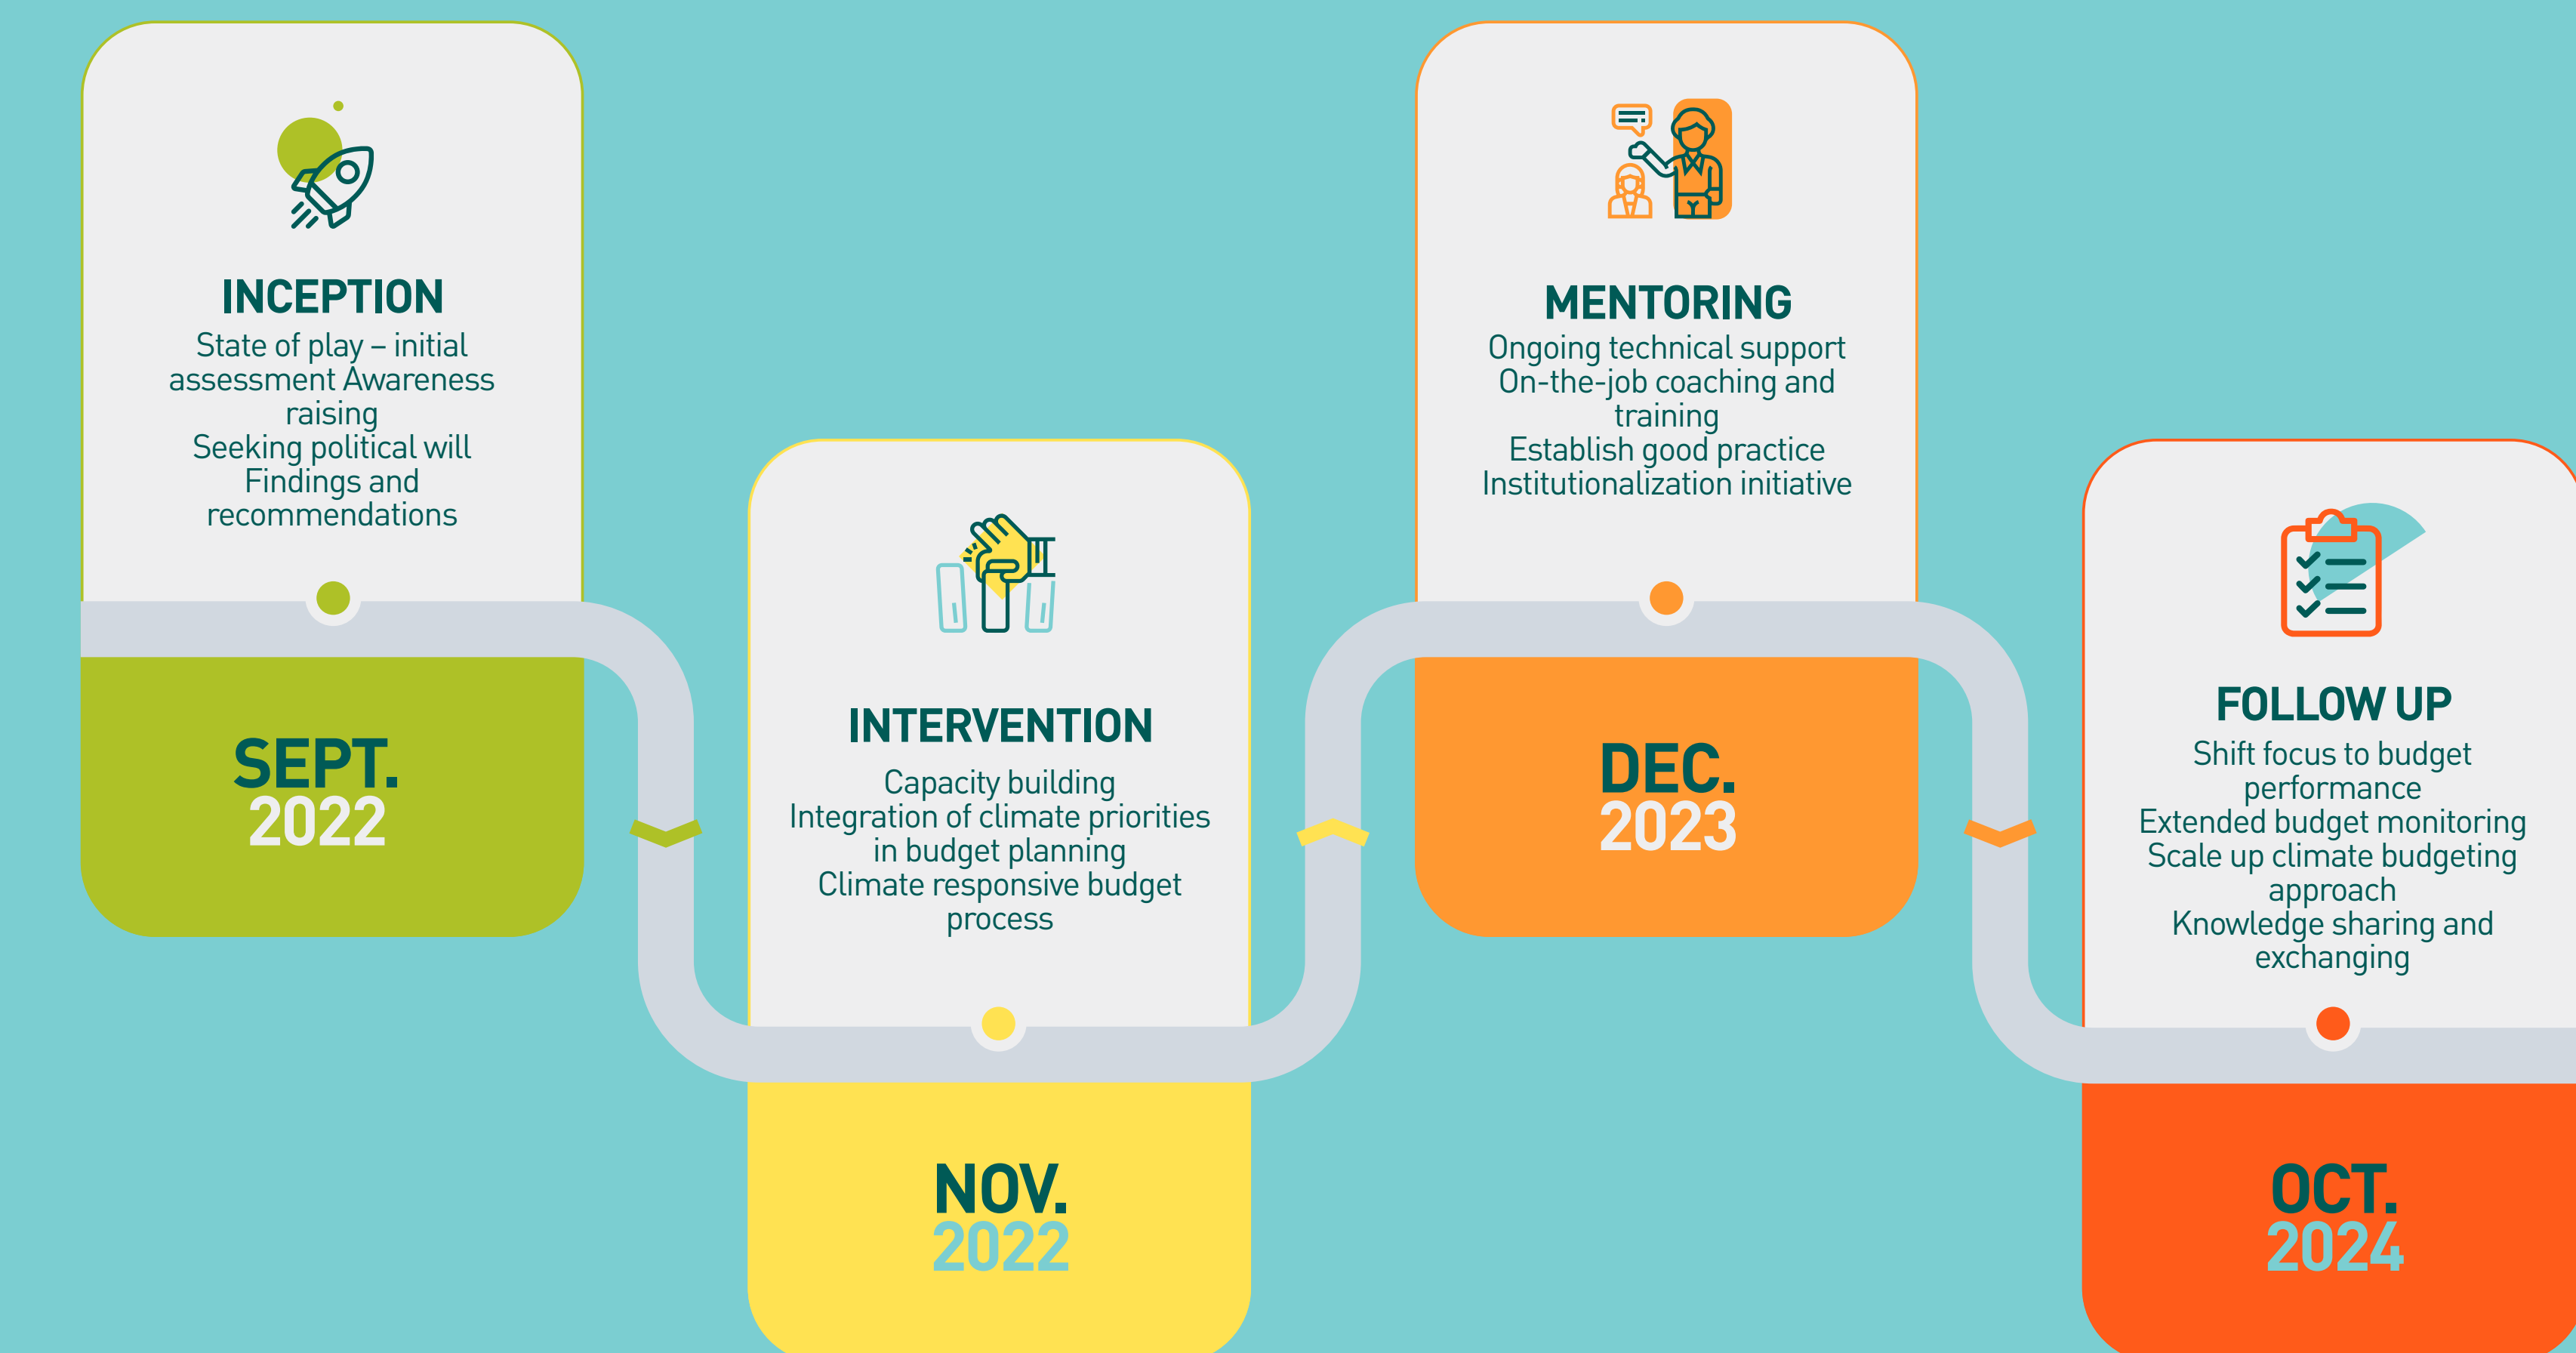 INCEPTION
State of play – initial
assessment Awareness
raising
Seeking political will
Findings and
recommendations
SEPT.
2022
INTERVENTION
Capacity building
Integration of climate priorities
in budget planning
Climate responsive budget
process
NOV.
2022
MENTORING
Ongoing technical support
On-the-job coaching and
training
Establish good practice
Institutionalization initiative
DEC.
2023
FOLLOW UP
Shift focus to budget
performance
Extended budget monitoring
Scale up climate budgeting
approach
Knowledge sharing and
exchanging
OCT.
2024